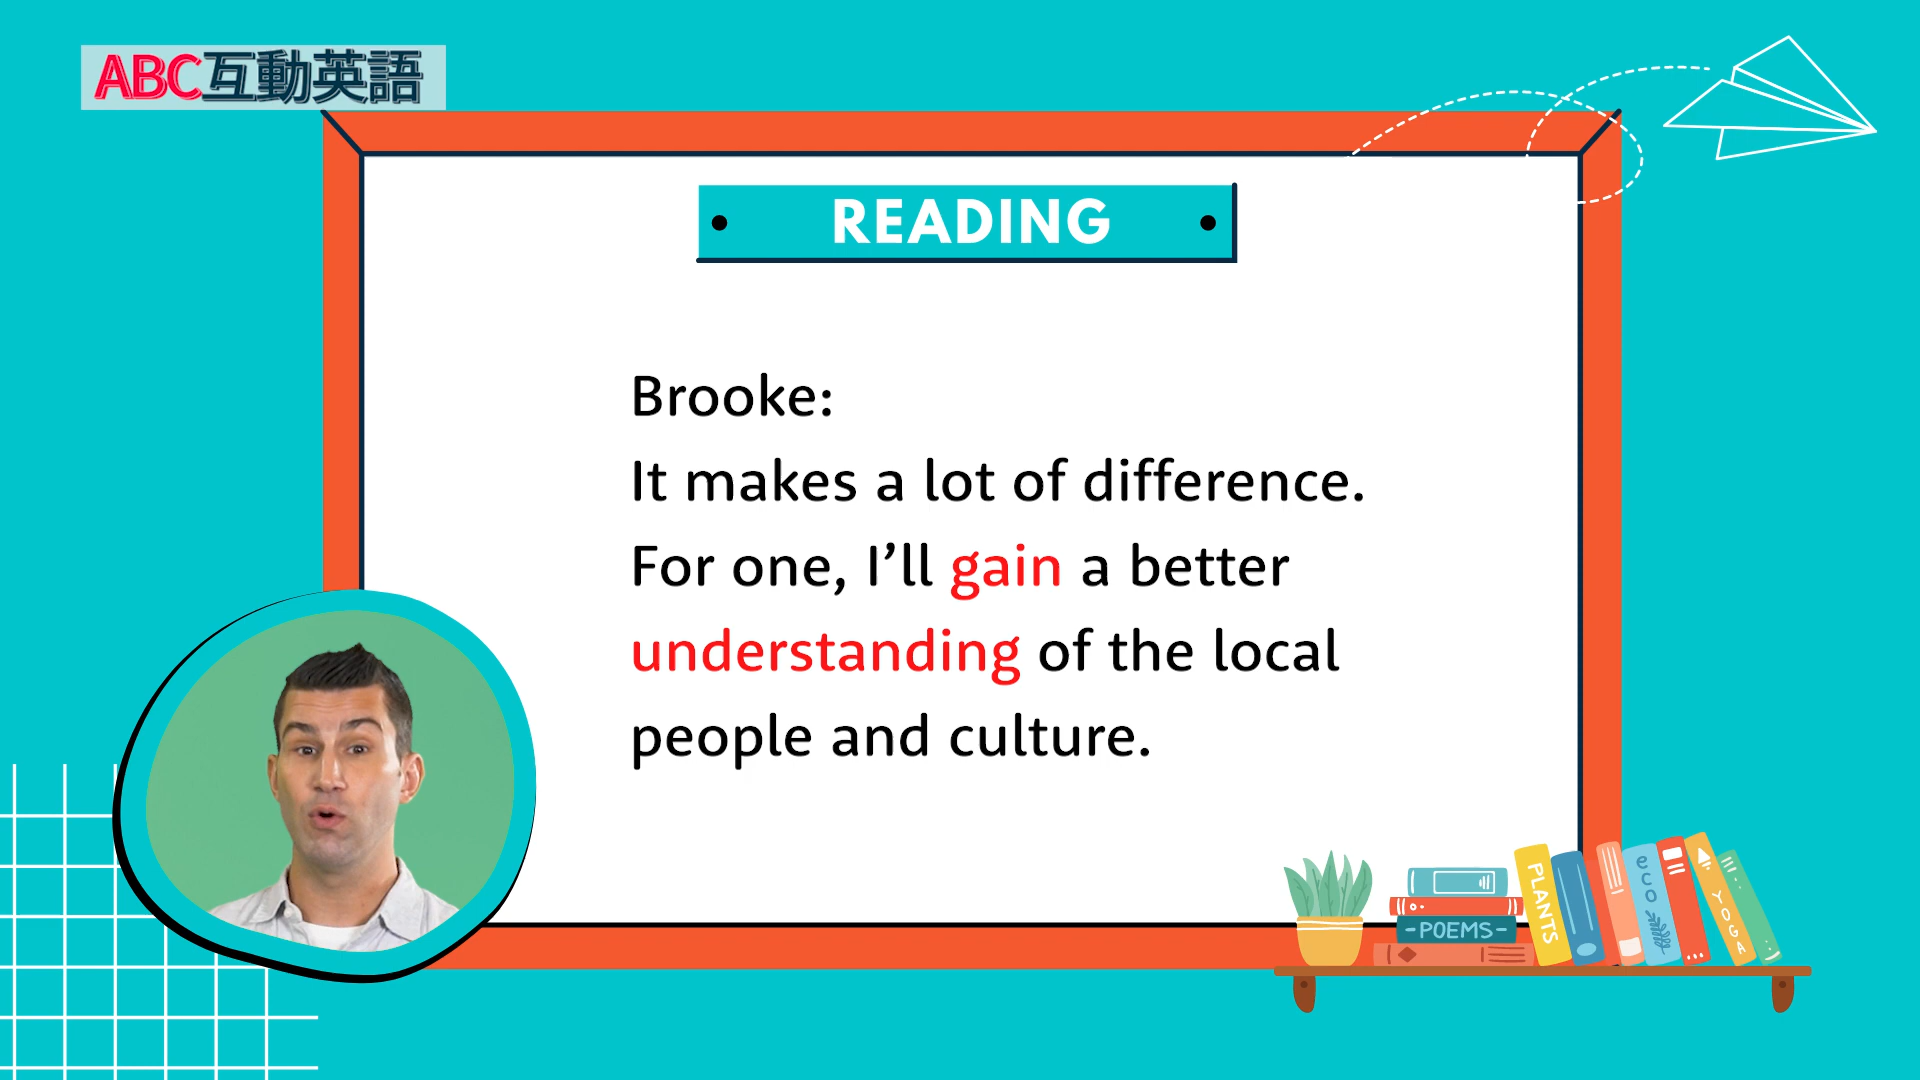 ABC互動英語
READING
Brooke:
It makes a lot of difference.
For one, I’ll gain a better
understanding of the local
people and culture.
POEMS
PLANTS
eco
YOGA